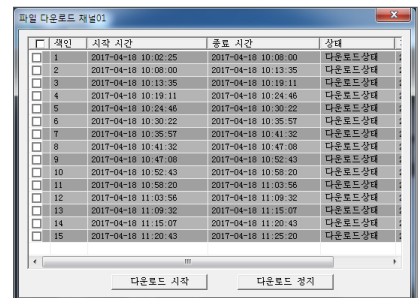 파일 다운로드 채널01
색인 시작 시간 종료 시간 상태
1 2017-04-18 10:02:25 2017-04-18 10:08:00 다운로드상태
2 2017-04-18 10:08:00 2017-04-18 10:13:35 다운로드상태
3 2017-04-18 10:13:35 2017-04-18 10:19:11 다운로드상태
4 2017-04-18 10:19:11 2017-04-18 10:24:46 다운로드상태
5 2017-04-18 10:24:46 2017-04-18 10:30:22 다운로드상태
6 2017-04-18 10:30:22 2017-04-18 10:35:57 다운로드상태
7 2017-04-18 10:35:57 2017-04-18 10:41:32 다운로드상태
8 2017-04-18 10:41:32 2017-04-18 10:47:08 다운로드상태
9 2017-04-18 10:47:08 2017-04-18 10:52:43 다운로드상태
10 2017-04-18 10:52:43 2017-04-18 10:58:20 다운로드상태
11 2017-04-18 10:58:20 2017-04-18 11:03:56 다운로드상태
12 2017-04-18 11:03:56 2017-04-18 11:09:32 다운로드상태
13 2017-04-18 11:09:32 2017-04-18 11:15:07 다운로드상태
14 2017-04-18 11:15:07 2017-04-18 11:20:43 다운로드상태
15 2017-04-18 11:20:43 2017-04-18 11:25:20 다운로드상태
다운로드 시작 다운로드 정지